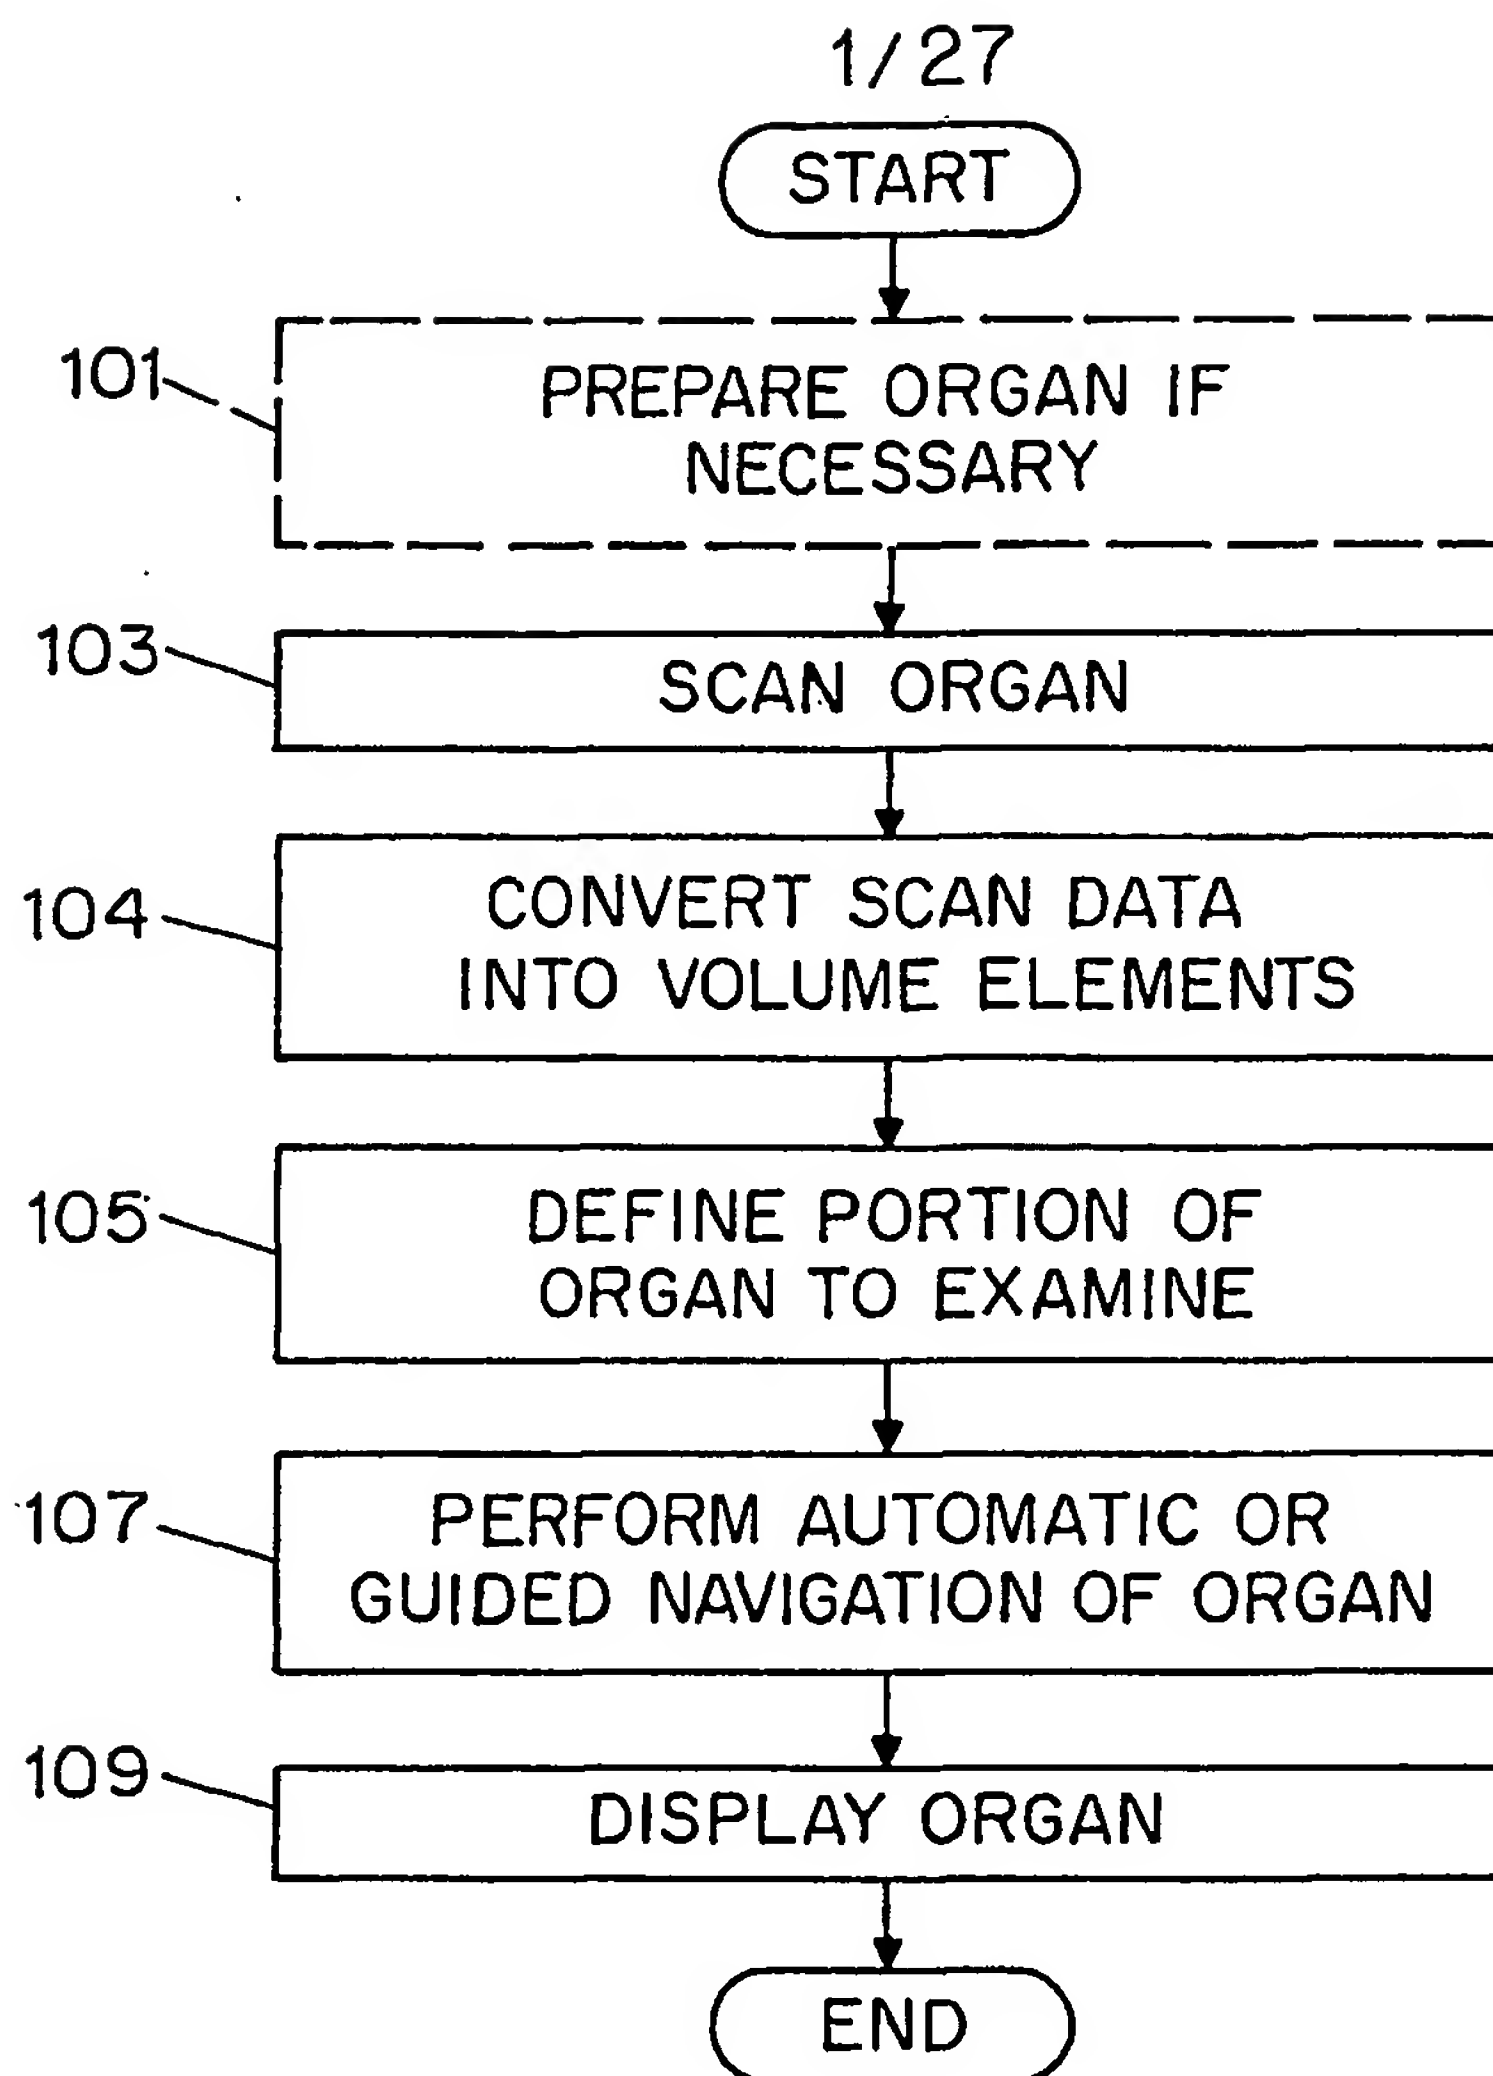 1/27
START
101
PREPARE ORGAN IF
NECESSARY
103
SCAN ORGAN
104
CONVERT SCAN DATA
INTO VOLUME ELEMENTS
105
DEFINE PORTION OF
ORGAN TO EXAMINE
107
PERFORM AUTOMATIC OR
GUIDED NAVIGATION OF ORGAN
109
DISPLAY ORGAN
END